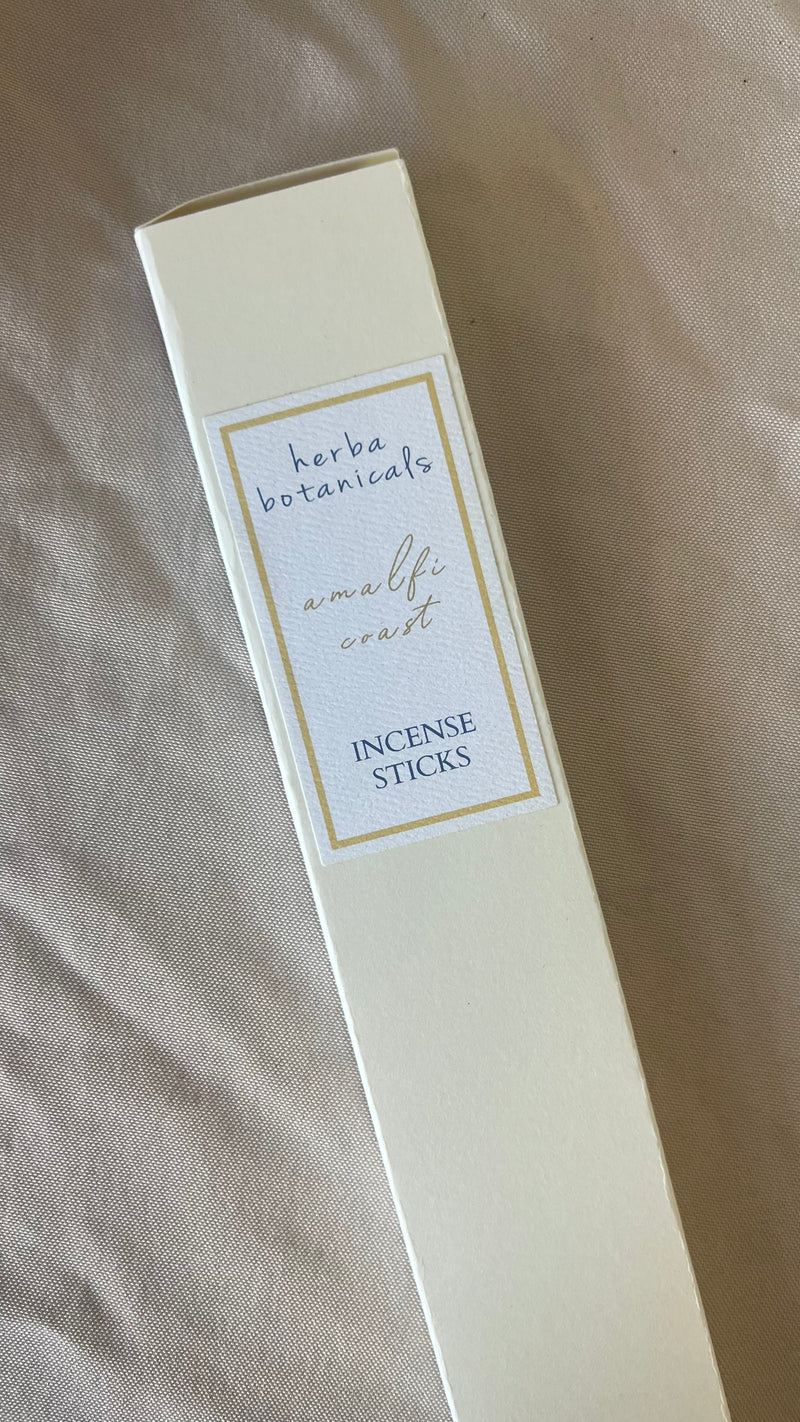 herba
botanicals
amalfi
coast
INCENSE
STICKS